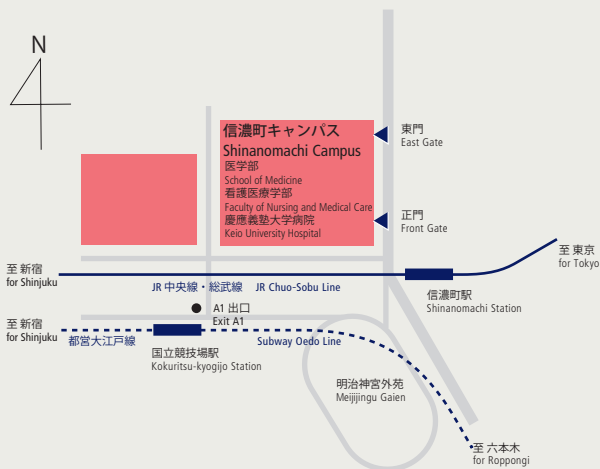 N
信濃町キャンパス
Shinanomachi Campus
医学部
School of Medicine
看護医療学部
Faculty of Nursing and Medical Care
慶應義塾大学病院
Keio University Hospital
東門
East Gate
正門
Front Gate
至 新宿
for Shinjuku
JR 中央線・総武線 JR Chuo-Sobu Line
至 東京
for Tokyo
信濃町駅
Shinanomachi Station
A1 出口
Exit A1
至 新宿
for Shinjuku
都営大江戸線
Subway Oedo Line
国立競技場駅
Kokuritsu-kyogijo Station
明治神宮外苑
Meijijingu Gaien
至 六本木
for Roppongi